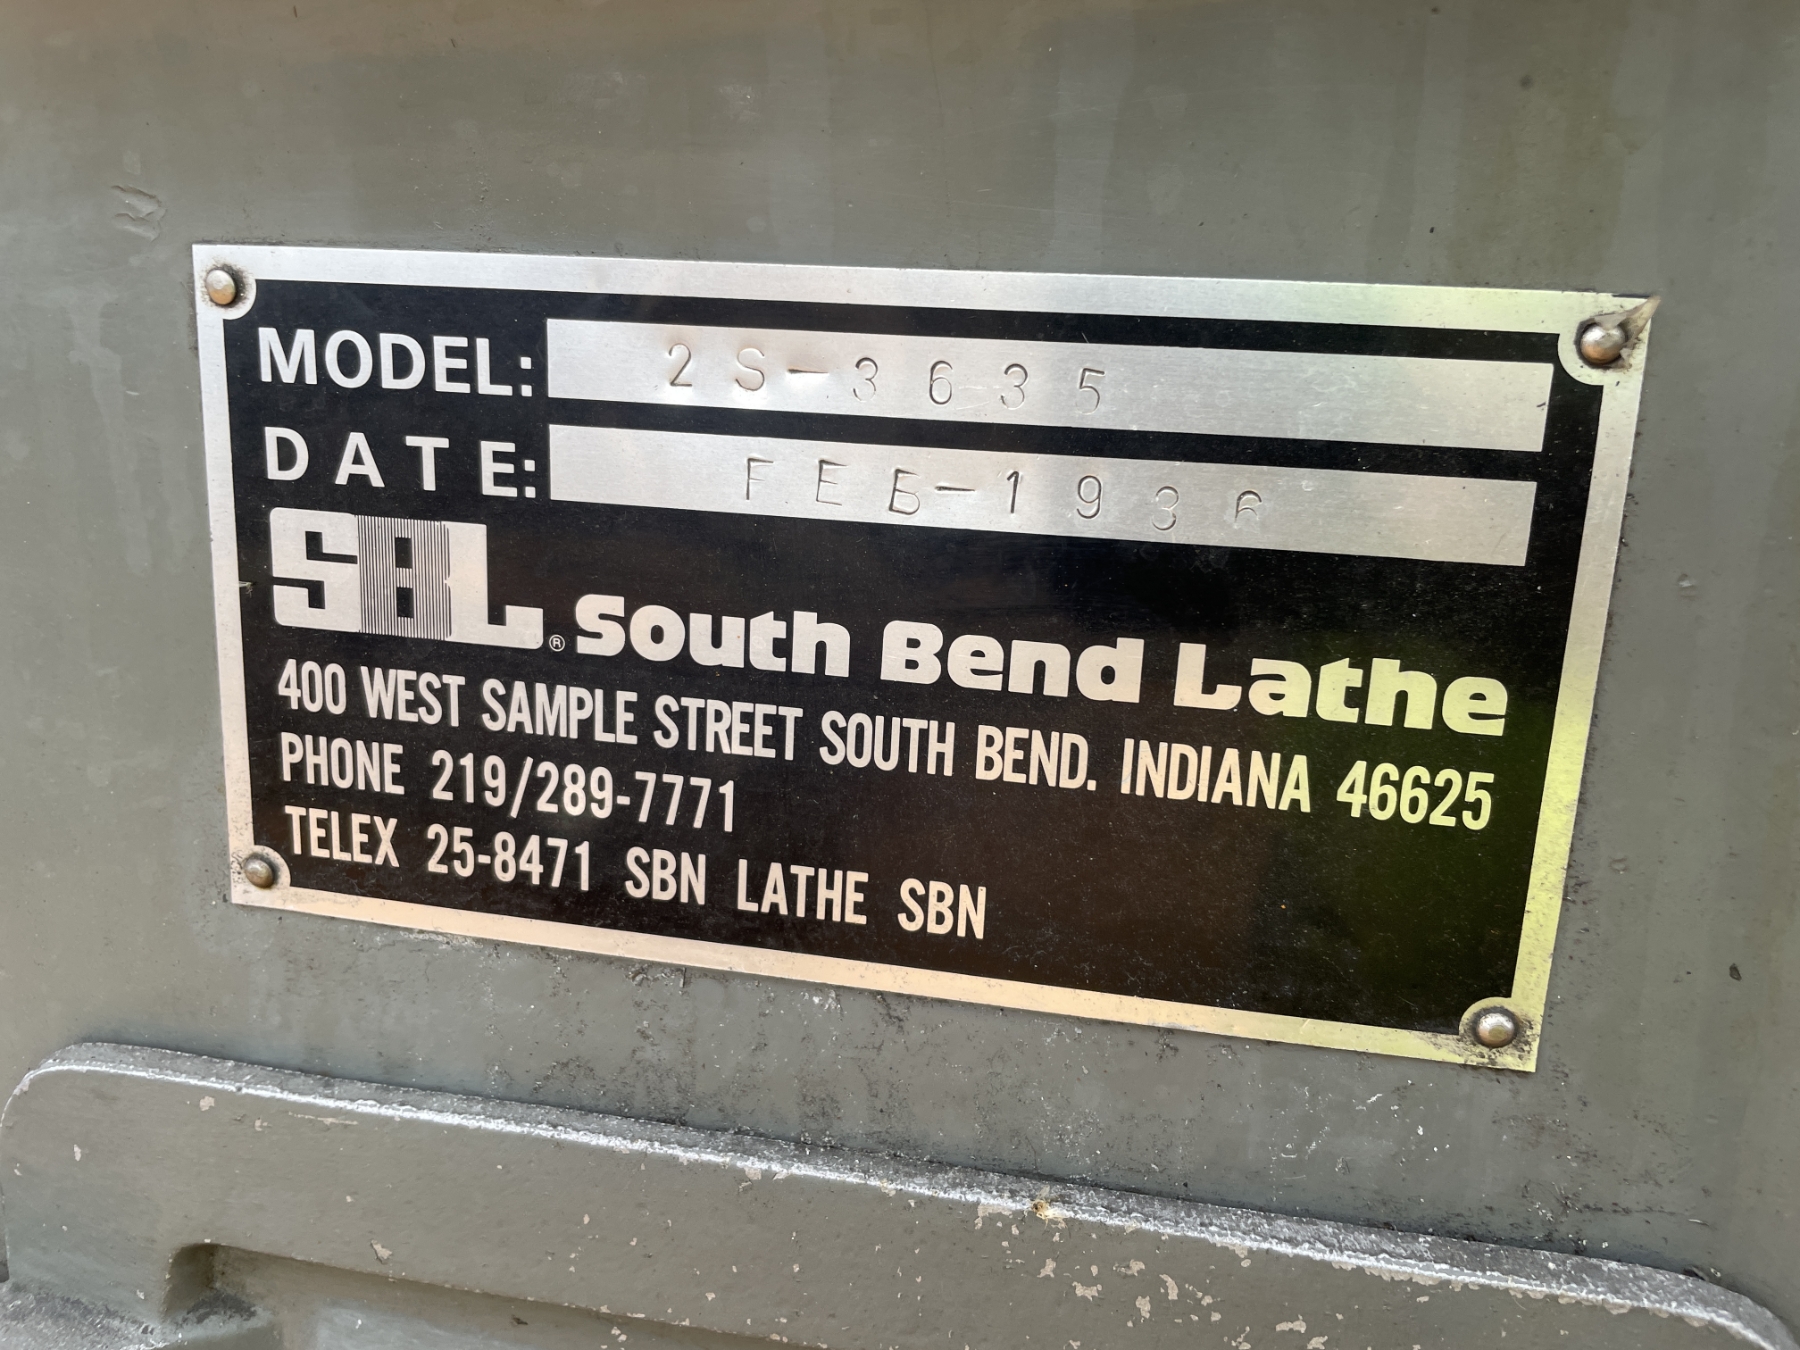 MODEL: 2S-3635
DATE: FEB-1936
SBL® South Bend Lathe
400 WEST SAMPLE STREET SOUTH BEND. INDIANA 46625
PHONE 219/289-7771
TELEX 25-8471 SBN LATHE SBN